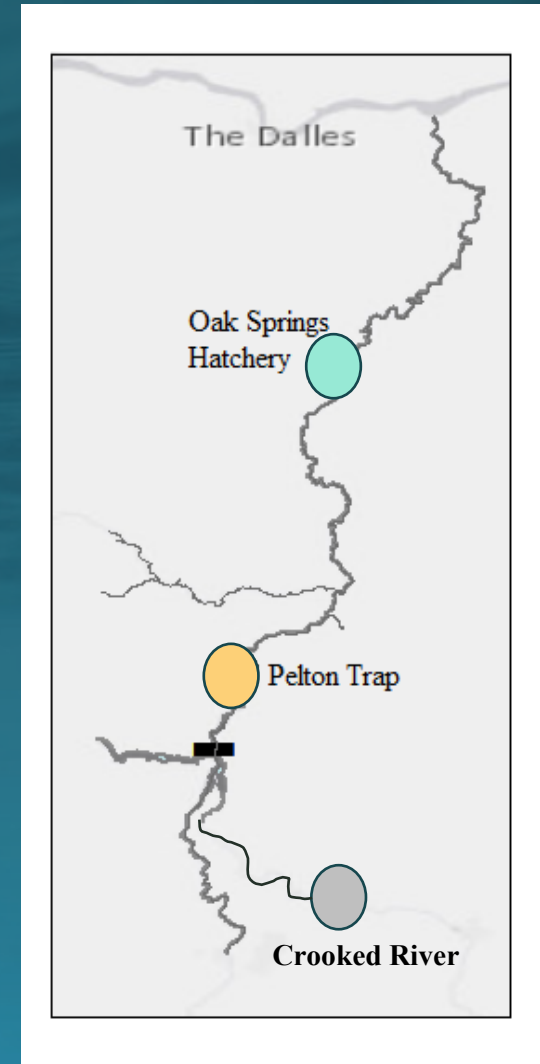 The Dalles
Oak Springs
Hatchery
Pelton Trap
Crooked River